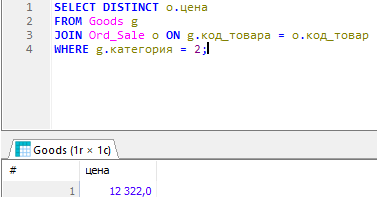 1 SELECT DISTINCT o.цена
2 FROM Goods g
3 JOIN Ord_Sale o ON g.код_товара = o.код_товар
4 WHERE g.категория = 2;
Goods (1r × 1c)
# цена
1 12 322,0